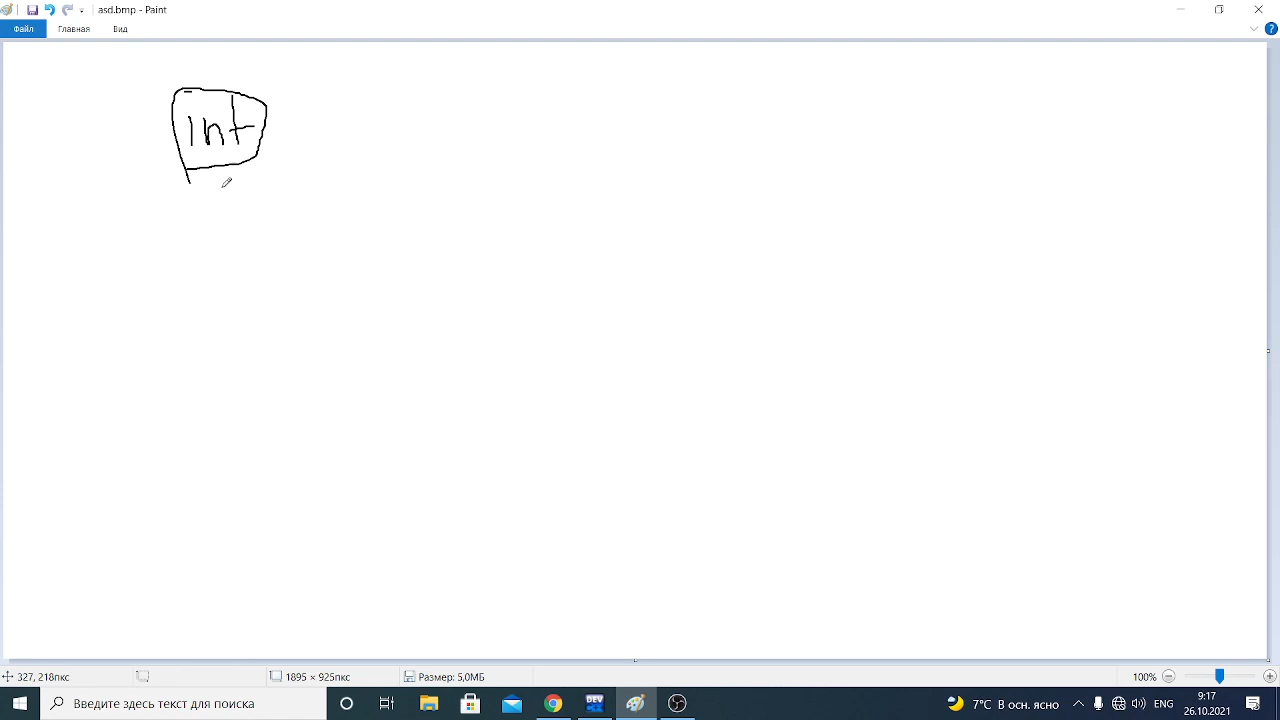 asd.bmp - Paint
Файл Главная Вид
int
327, 218пкс 1895 × 925пкс Размер: 5,0МБ 100%
Введите здесь текст для поиска DEV 7°C В осн. ясно ENG 9:17
26.10.2021